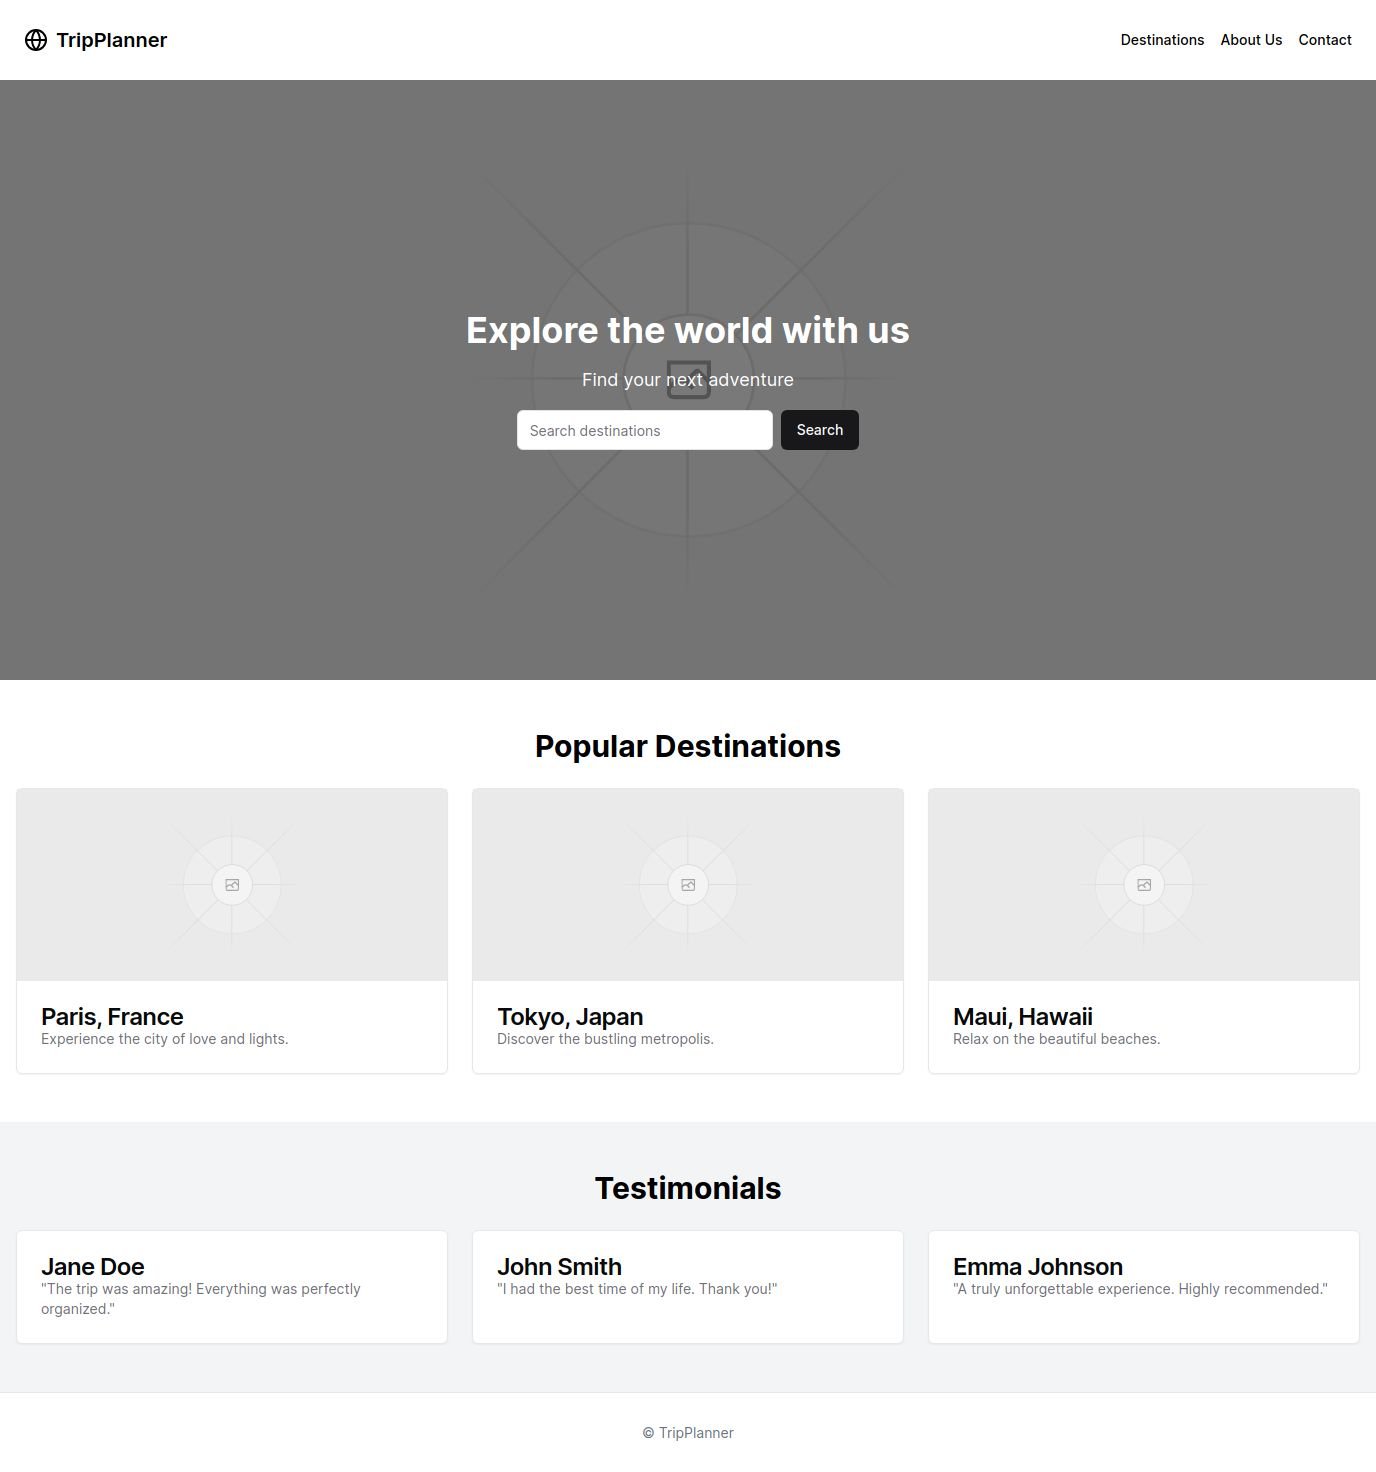 TripPlanner
Destinations About Us Contact
Explore the world with us
Find your next adventure
Search destinations
Search
Popular Destinations
Paris, France
Experience the city of love and lights.
Tokyo, Japan
Discover the bustling metropolis.
Maui, Hawaii
Relax on the beautiful beaches.
Testimonials
Jane Doe
"The trip was amazing! Everything was perfectly
organized."
John Smith
"I had the best time of my life. Thank you!"
Emma Johnson
"A truly unforgettable experience. Highly recommended."
© TripPlanner